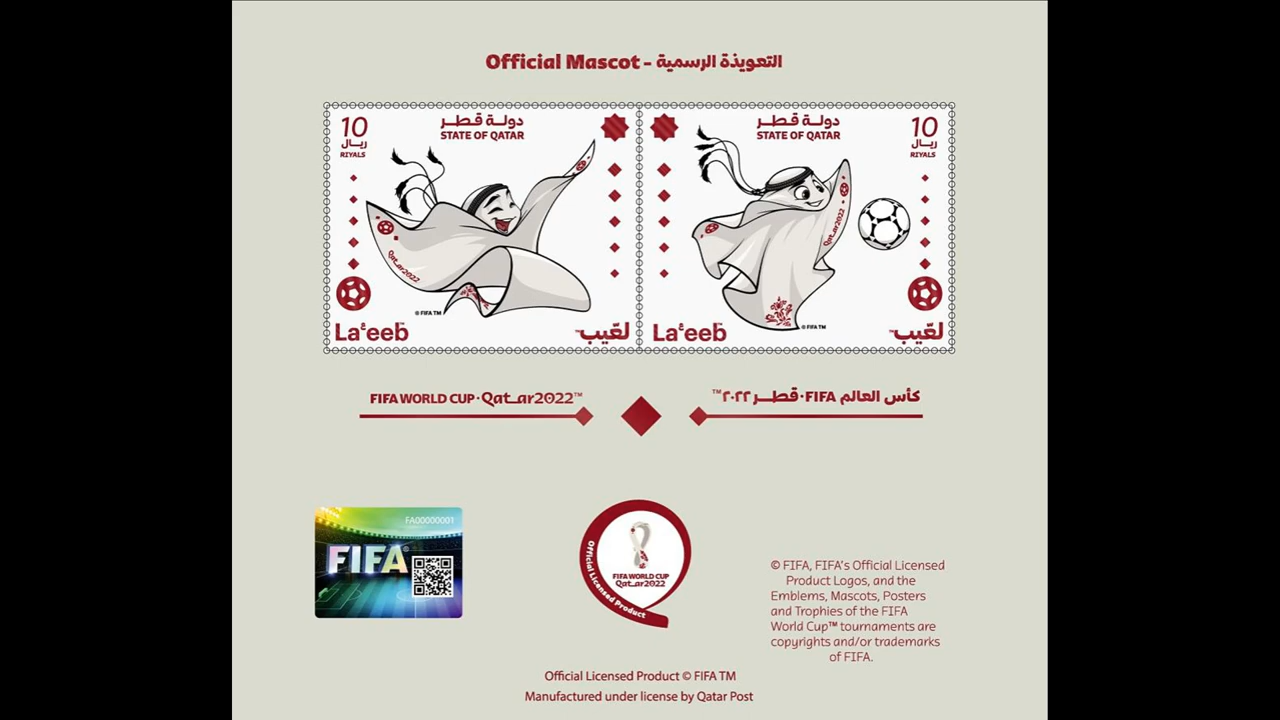 Official Mascot - التعويذة الرسمية
10
ريال
RIYALS
دولة قطر
STATE OF QATAR
Qatar2022
© FIFA TM
La'eeb
لعّيب™
دولة قطر
STATE OF QATAR
10
ريال
RIYALS
Qatar2022
© FIFA TM
La'eeb
لعّيب™
FIFA WORLD CUP · Qatar2022™
كأس العالم FIFA · قطر ٢٠٢٢™
FA00000001
FIFA
FIFA WORLD CUP
Qatar2022
Official Licensed Product
© FIFA, FIFA's Official Licensed
Product Logos, and the
Emblems, Mascots, Posters
and Trophies of the FIFA
World Cup™ tournaments are
copyrights and/or trademarks
of FIFA.
Official Licensed Product © FIFA TM
Manufactured under license by Qatar Post